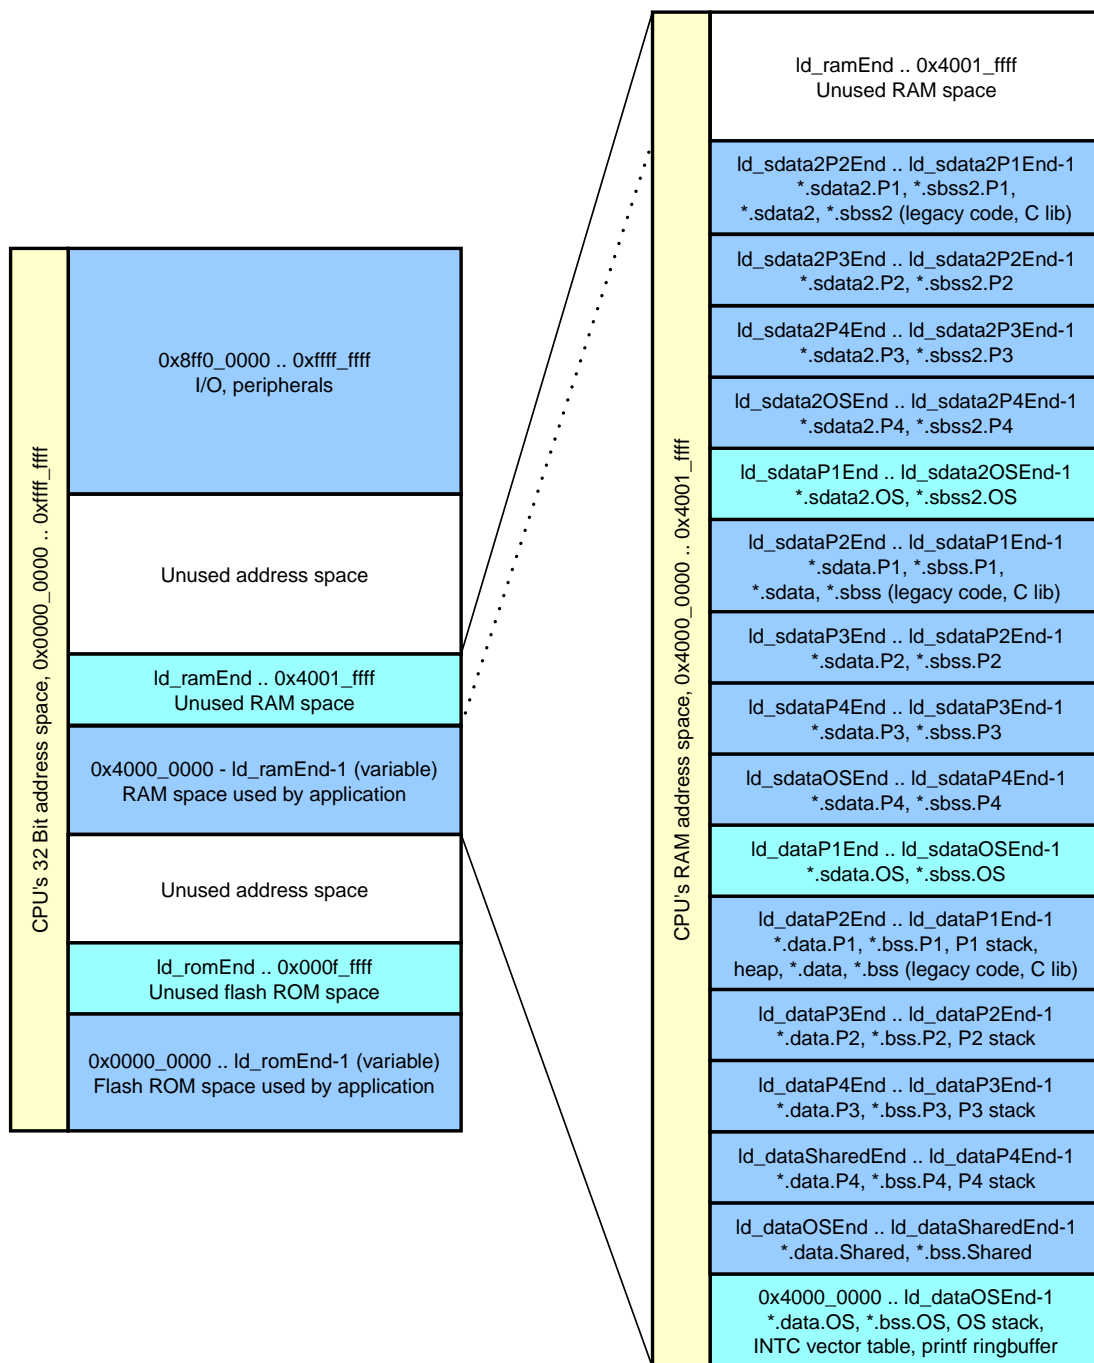 CPU's 32 Bit address space, 0x0000_0000 .. 0xffff_ffff
0x8ff0_0000 .. 0xffff_ffff
I/O, peripherals
Unused address space
ld_ramEnd .. 0x4001_ffff
Unused RAM space
0x4000_0000 - ld_ramEnd-1 (variable)
RAM space used by application
Unused address space
ld_romEnd .. 0x000f_ffff
Unused flash ROM space
0x0000_0000 .. ld_romEnd-1 (variable)
Flash ROM space used by application
CPU's RAM address space, 0x4000_0000 .. 0x4001_ffff
ld_ramEnd .. 0x4001_ffff
Unused RAM space
ld_sdata2P2End .. ld_sdata2P1End-1
*.sdata2.P1, *.sbss2.P1,
*.sdata2, *.sbss2 (legacy code, C lib)
ld_sdata2P3End .. ld_sdata2P2End-1
*.sdata2.P2, *.sbss2.P2
ld_sdata2P4End .. ld_sdata2P3End-1
*.sdata2.P3, *.sbss2.P3
ld_sdata2OSEnd .. ld_sdata2P4End-1
*.sdata2.P4, *.sbss2.P4
ld_sdataP1End .. ld_sdata2OSEnd-1
*.sdata2.OS, *.sbss2.OS
ld_sdataP2End .. ld_sdataP1End-1
*.sdata.P1, *.sbss.P1,
*.sdata, *.sbss (legacy code, C lib)
ld_sdataP3End .. ld_sdataP2End-1
*.sdata.P2, *.sbss.P2
ld_sdataP4End .. ld_sdataP3End-1
*.sdata.P3, *.sbss.P3
ld_sdataOSEnd .. ld_sdataP4End-1
*.sdata.P4, *.sbss.P4
ld_dataP1End .. ld_sdataOSEnd-1
*.sdata.OS, *.sbss.OS
ld_dataP2End .. ld_dataP1End-1
*.data.P1, *.bss.P1, P1 stack,
heap, *.data, *.bss (legacy code, C lib)
ld_dataP3End .. ld_dataP2End-1
*.data.P2, *.bss.P2, P2 stack
ld_dataP4End .. ld_dataP3End-1
*.data.P3, *.bss.P3, P3 stack
ld_dataSharedEnd .. ld_dataP4End-1
*.data.P4, *.bss.P4, P4 stack
ld_dataOSEnd .. ld_dataSharedEnd-1
*.data.Shared, *.bss.Shared
0x4000_0000 .. ld_dataOSEnd-1
*.data.OS, *.bss.OS, OS stack,
INTC vector table, printf ringbuffer